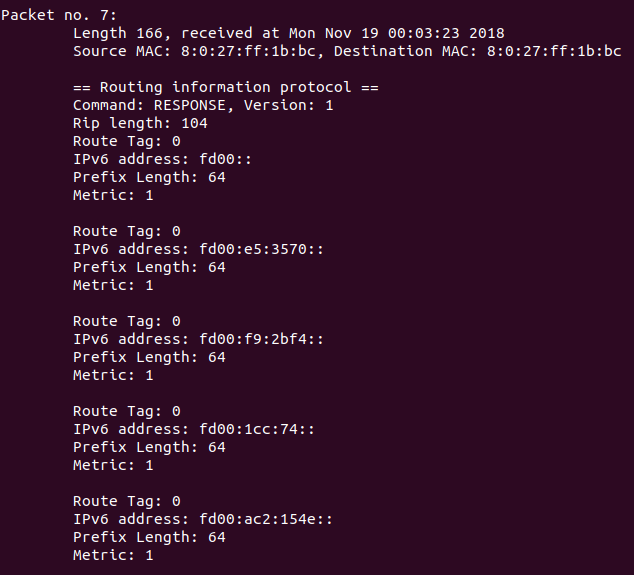 Packet no. 7:
Length 166, received at Mon Nov 19 00:03:23 2018
Source MAC: 8:0:27:ff:1b:bc, Destination MAC: 8:0:27:ff:1b:bc
== Routing information protocol ==
Command: RESPONSE, Version: 1
Rip length: 104
Route Tag: 0
IPv6 address: fd00::
Prefix Length: 64
Metric: 1
Route Tag: 0
IPv6 address: fd00:e5:3570::
Prefix Length: 64
Metric: 1
Route Tag: 0
IPv6 address: fd00:f9:2bf4::
Prefix Length: 64
Metric: 1
Route Tag: 0
IPv6 address: fd00:1cc:74::
Prefix Length: 64
Metric: 1
Route Tag: 0
IPv6 address: fd00:ac2:154e::
Prefix Length: 64
Metric: 1